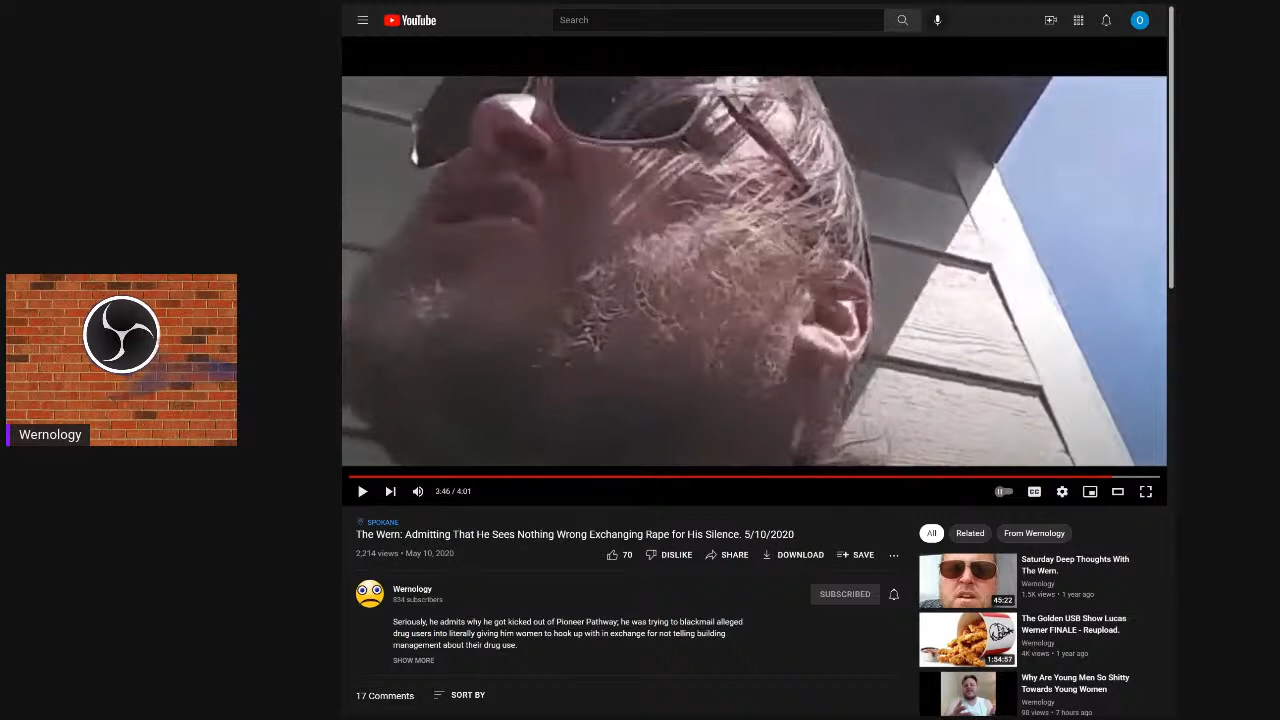 YouTube
Search
O
3:46 / 4:01
CC
SPOKANE
The Wern: Admitting That He Sees Nothing Wrong Exchanging Rape for His Silence. 5/10/2020
2,214 views • May 10, 2020
70
DISLIKE
SHARE
DOWNLOAD
SAVE
Wernology
834 subscribers
SUBSCRIBED
Seriously, he admits why he got kicked out of Pioneer Pathway; he was trying to blackmail alleged
drug users into literally giving him women to hook up with in exchange for not telling building
management about their drug use.
SHOW MORE
17 Comments
SORT BY
All
Related
From Wernology
45:22
Saturday Deep Thoughts With
The Wern.
Wernology
1.5K views • 1 year ago
1:54:57
The Golden USB Show Lucas
Werner FINALE - Reupload.
Wernology
4K views • 1 year ago
Why Are Young Men So Shitty
Towards Young Women
Wernology
98 views • 7 hours ago
Wernology